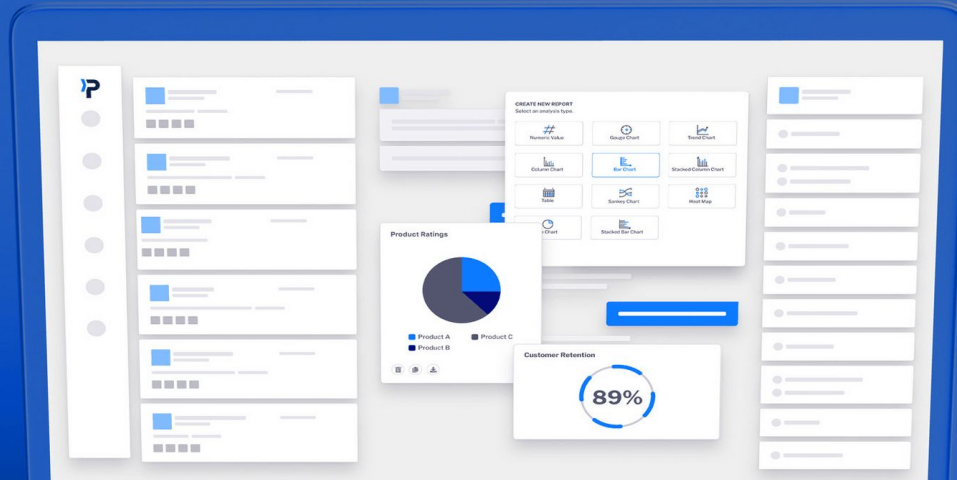 P
CREATE NEW REPORT
Select an analysis type.
Numeric Value
Gauge Chart
Trend Chart
Column Chart
Bar Chart
Stacked Column Chart
Table
Sankey Chart
Heat Map
Chart
Stacked Bar Chart
Product Ratings
Product A
Product C
Product B
Customer Retention
89%